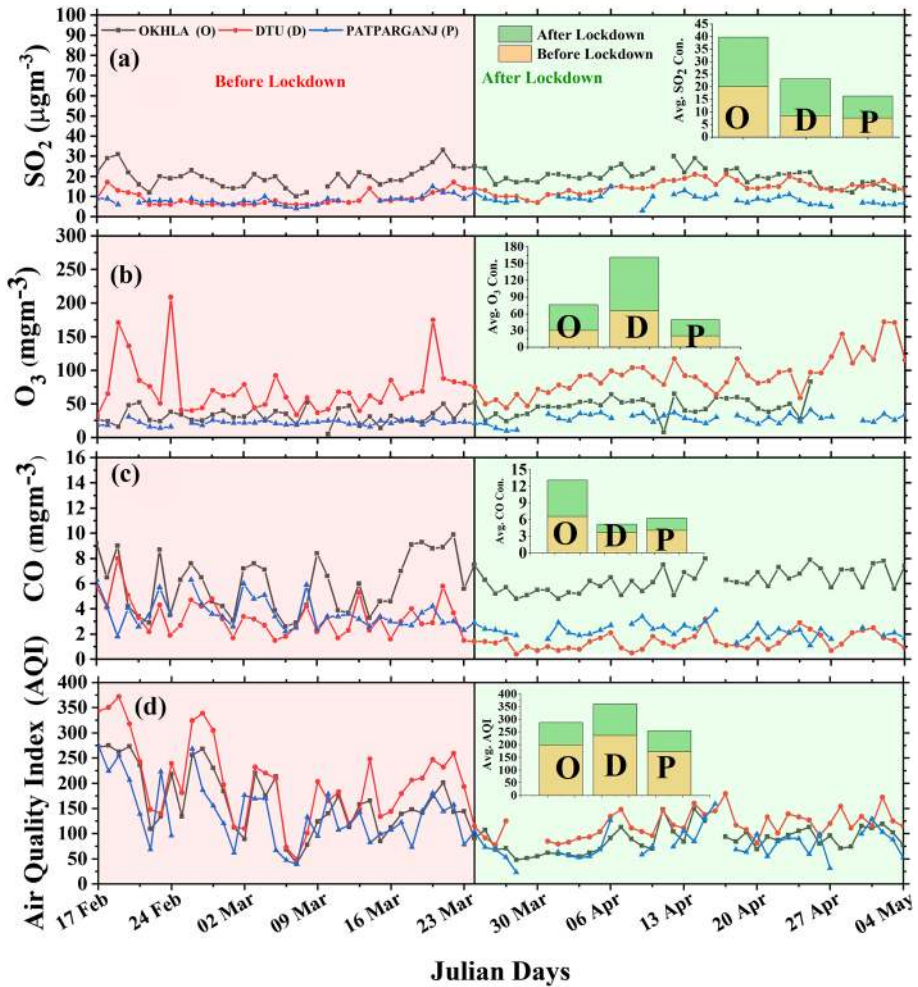 OKHLA (O) DTU (D) PATPARGANJ (P)
(a)
Before Lockdown
After Lockdown
After Lockdown
Before Lockdown
SO2 (µgm-3)
100
90
80
70
60
50
40
30
20
10
0
Avg. SO2 Con.
45
40
35
30
25
20
15
10
5
0
O D P
(b)
O3 (mgm-3)
300
250
200
150
100
50
0
Avg. O3 Con.
180
150
120
90
60
30
0
O D P
(c)
CO (mgm-3)
16
14
12
10
8
6
4
2
0
Avg. CO Con.
15
12
9
6
3
0
O D P
(d)
Air Quality Index (AQI)
400
350
300
250
200
150
100
50
0
Avg. AQI
400
350
300
250
200
150
100
50
0
O D P
17 Feb 24 Feb 02 Mar 09 Mar 16 Mar 23 Mar 30 Mar 06 Apr 13 Apr 20 Apr 27 Apr 04 May
Julian Days